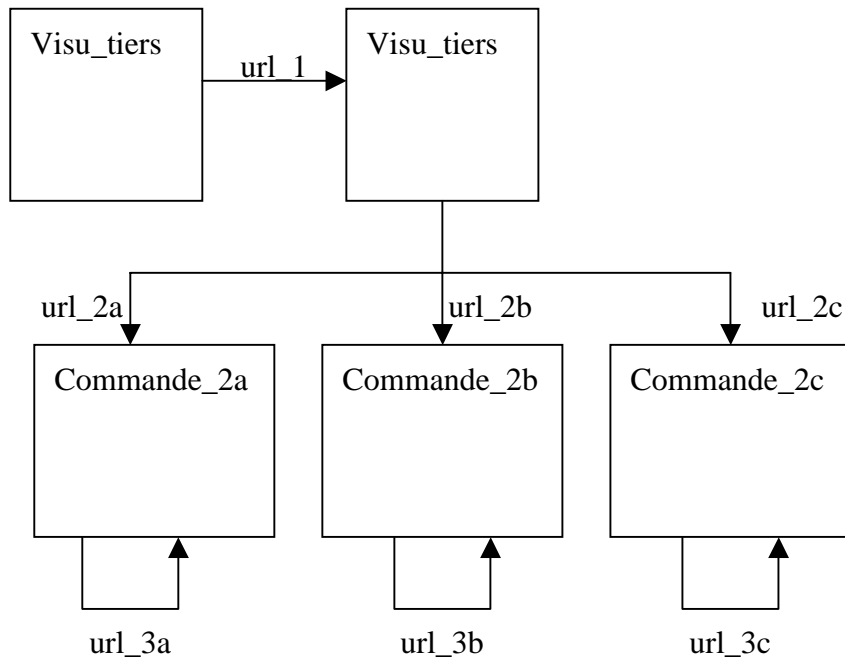 Visu_tiers
Visu_tiers
url_1
url_2a
url_2b
url_2c
Commande_2a
Commande_2b
Commande_2c
url_3a
url_3b
url_3c